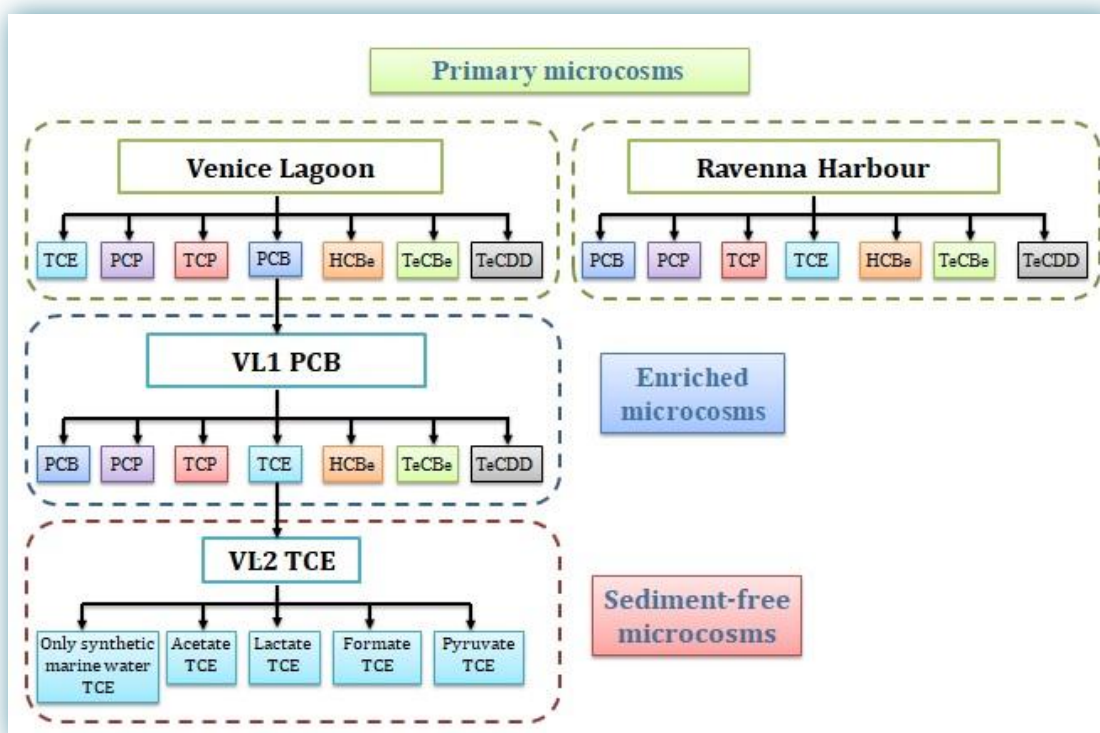 Primary microcosms
Venice Lagoon
Ravenna Harbour
TCE
PCP
TCP
PCB
HCBe
TeCBe
TeCDD
PCB
PCP
TCP
TCE
HCBe
TeCBe
TeCDD
VL1 PCB
Enriched
microcosms
PCB
PCP
TCP
TCE
HCBe
TeCBe
TeCDD
VL2 TCE
Sediment-free
microcosms
Only synthetic
marine water
TCE
Acetate
TCE
Lactate
TCE
Formate
TCE
Pyruvate
TCE